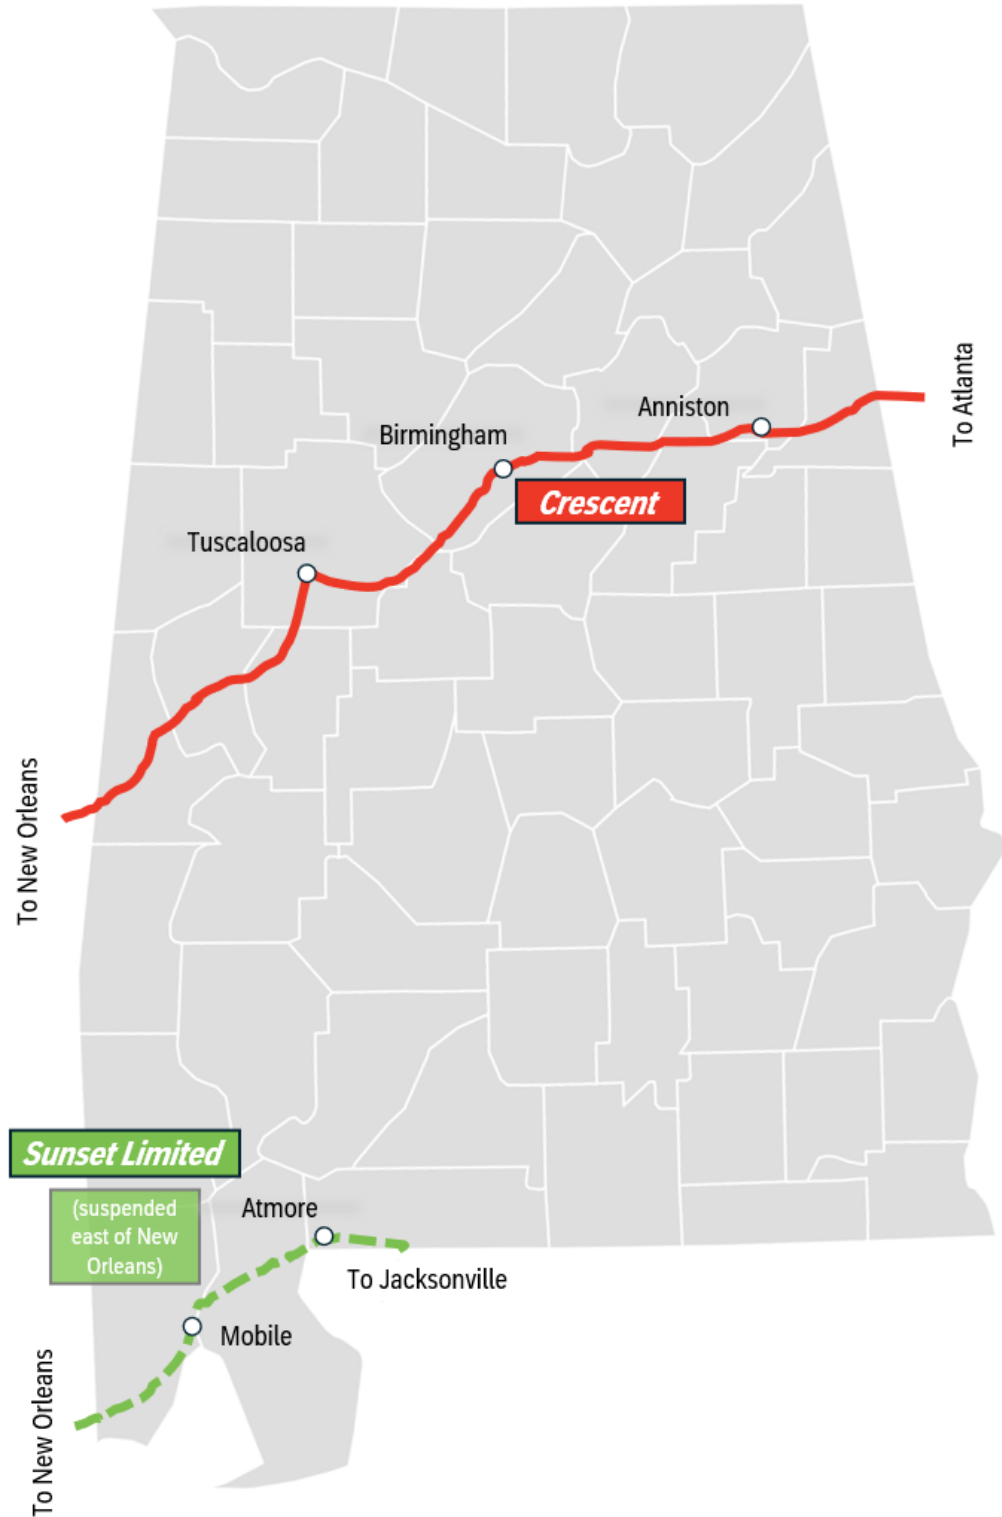 To Atlanta
Anniston
Birmingham
Crescent
Tuscaloosa
To New Orleans
Sunset Limited
(suspended
east of New
Orleans)
Atmore
To Jacksonville
Mobile
To New Orleans